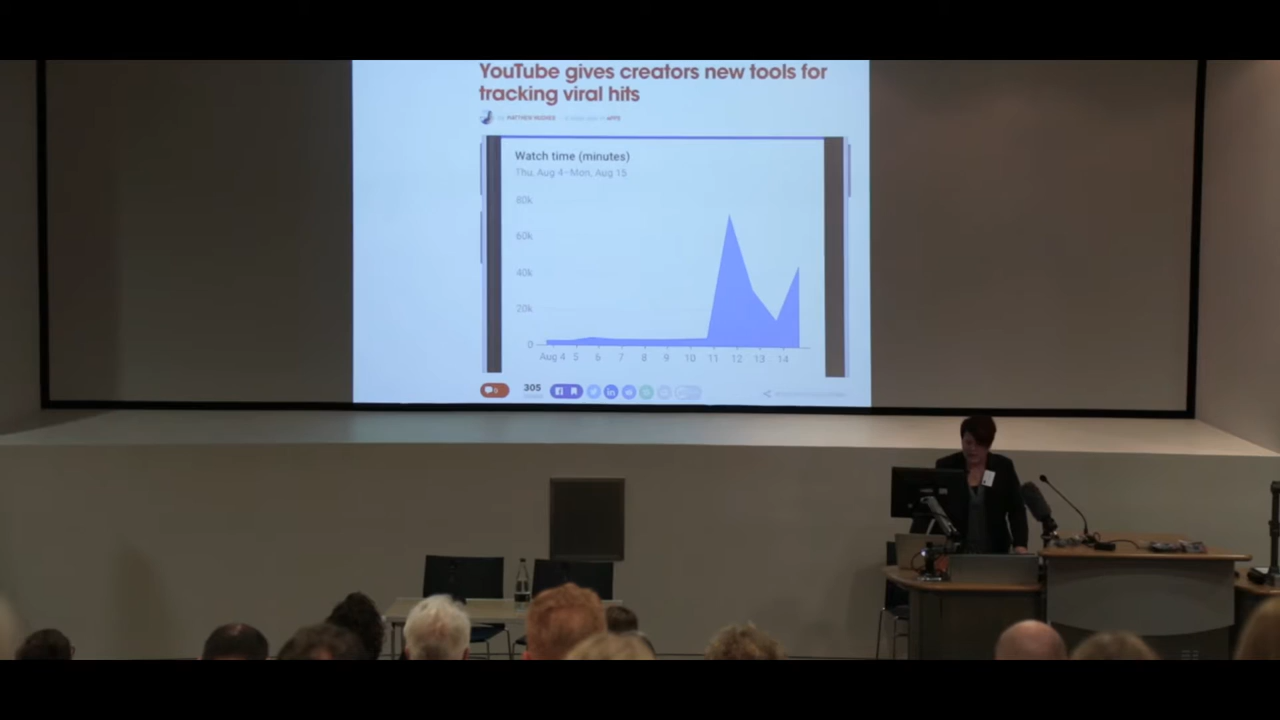 YouTube gives creators new tools for
tracking viral hits
Watch time (minutes)
Thu, Aug 4–Mon, Aug 15
80k
60k
40k
20k
0
Aug 4 5 6 7 8 9 10 11 12 13 14
305